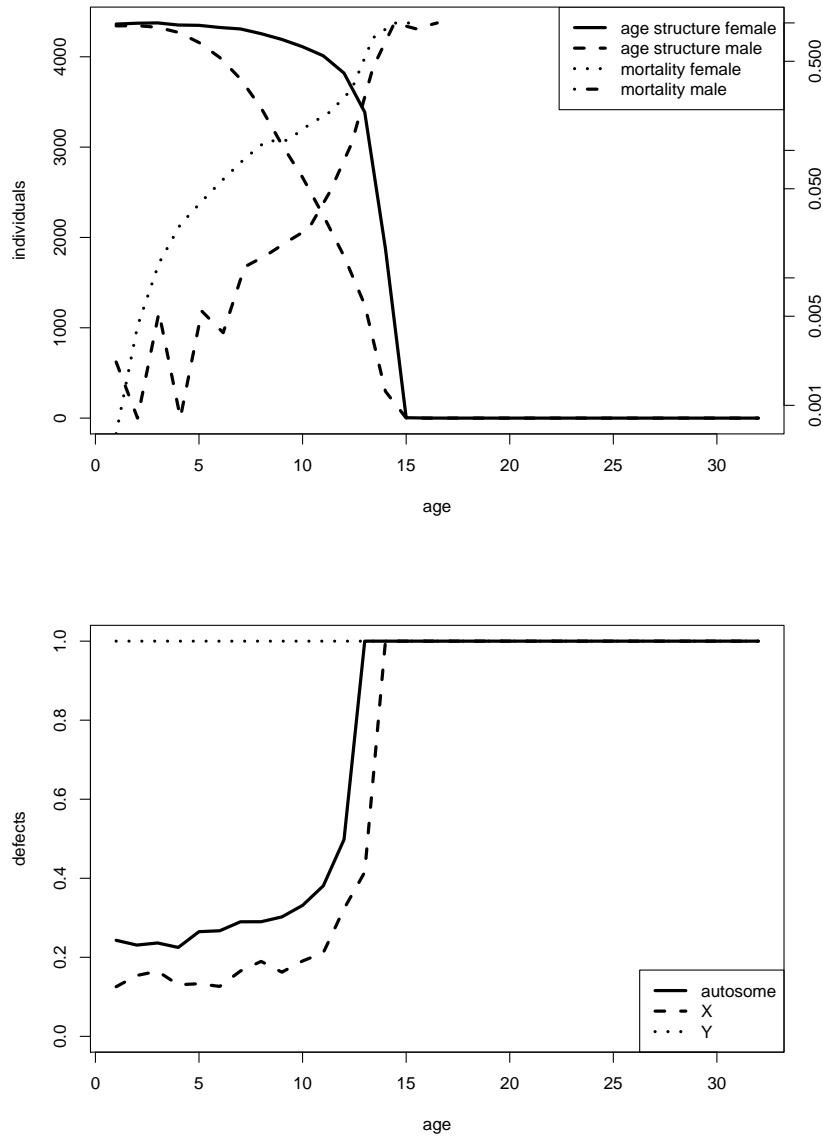 individuals
4000
3000
2000
1000
0
0.500
0.050
0.005
0.001
age structure female
age structure male
mortality female
mortality male
0 5 10 15 20 25 30
age
defects
1.0
0.8
0.6
0.4
0.2
0.0
autosome
X
Y
0 5 10 15 20 25 30
age